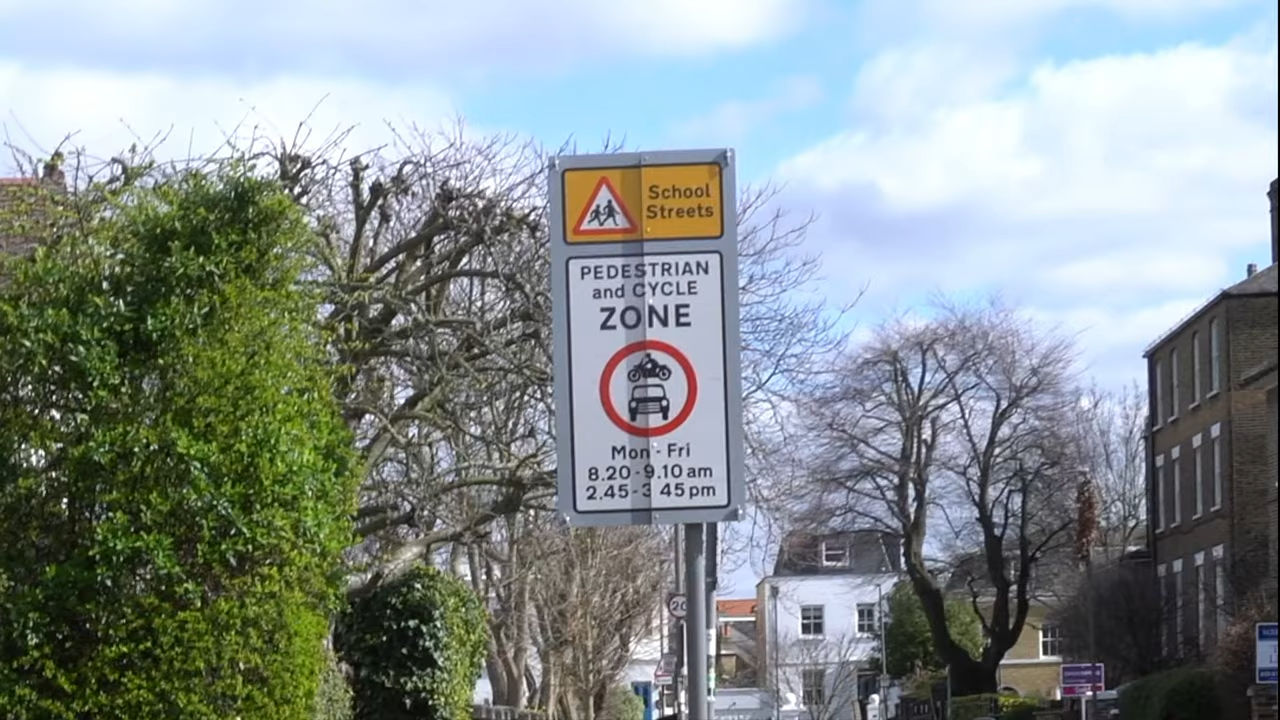 School
Streets
PEDESTRIAN
and CYCLE
ZONE
Mon - Fri
8.20 - 9.10 am
2.45 - 3 45 pm
20